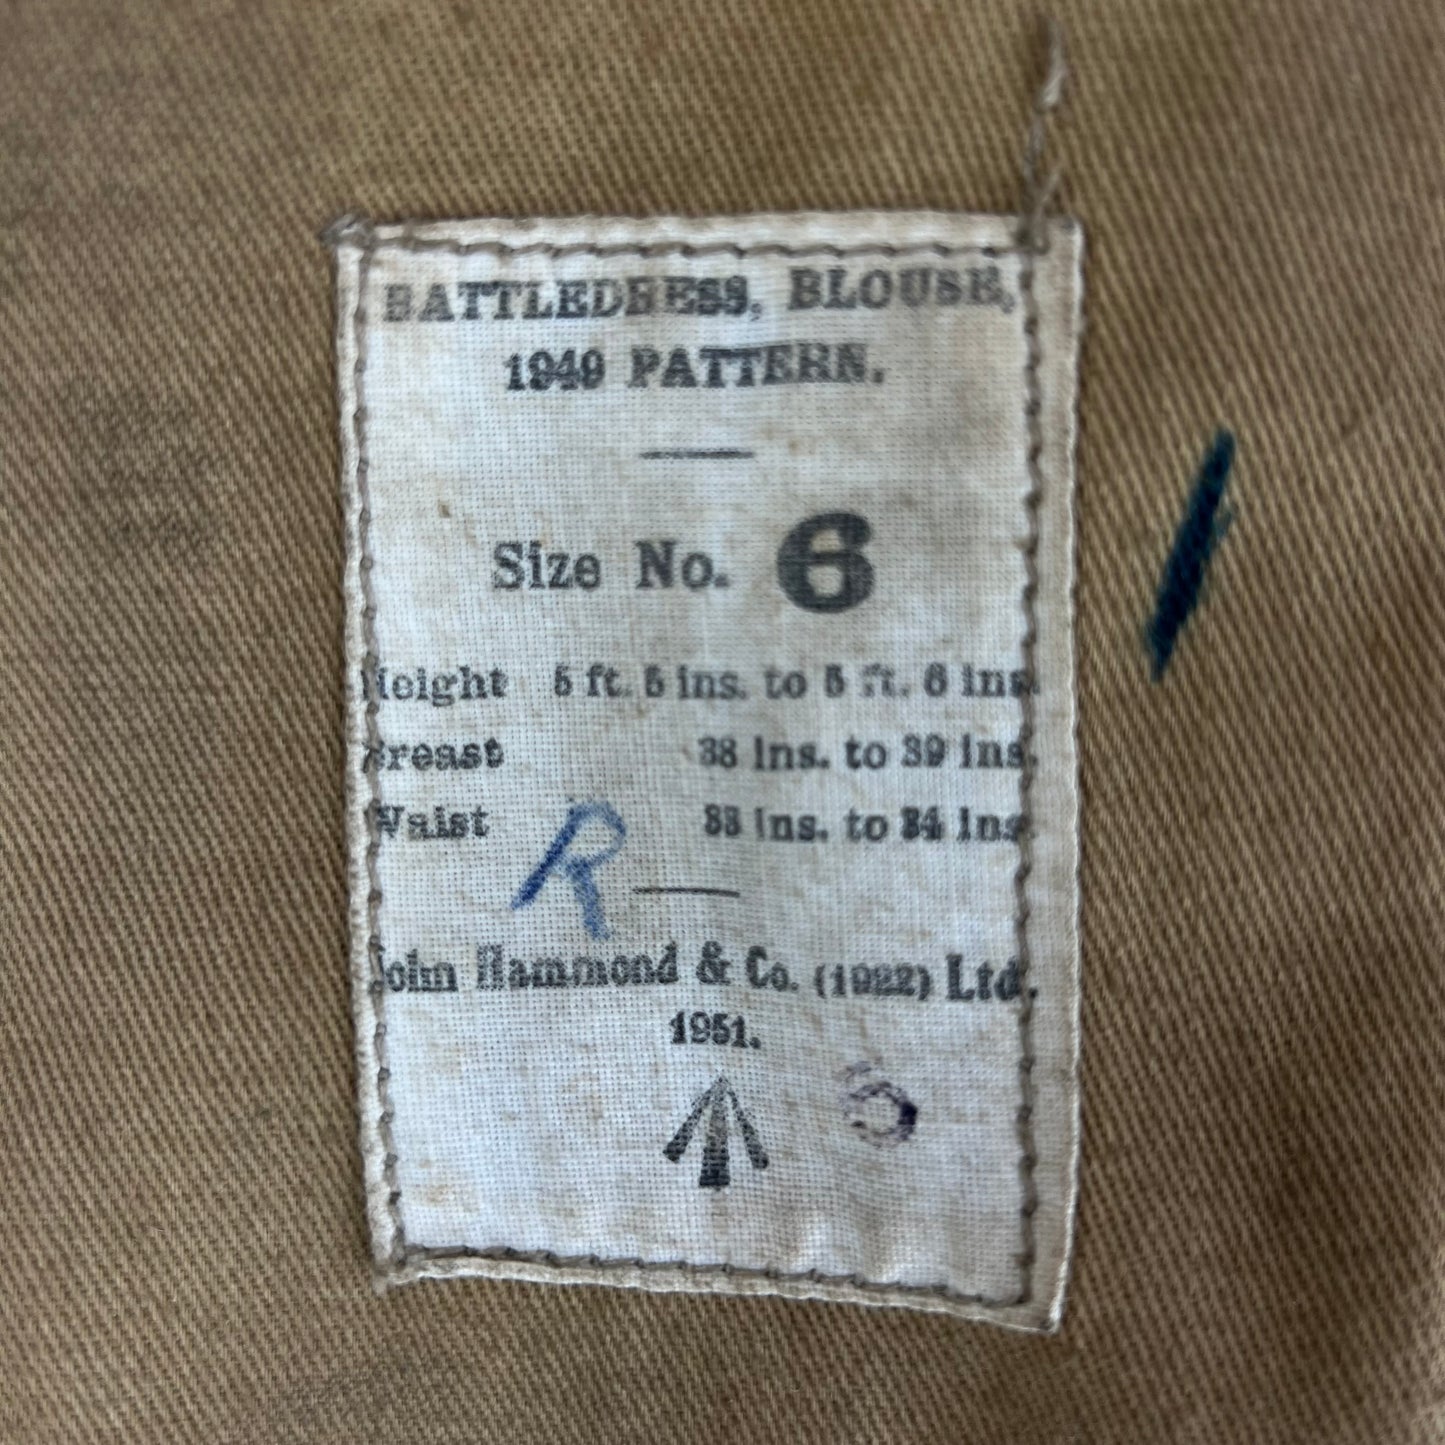 BATTLEDRESS, BLOUSE,
1949 PATTERN.
Size No. 6
Height 5 ft. 5 ins. to 5 ft. 6 ins.
Breast 38 ins. to 39 ins.
Waist 33 ins. to 34 ins.
R
John Hammond & Co. (1922) Ltd.
1951.